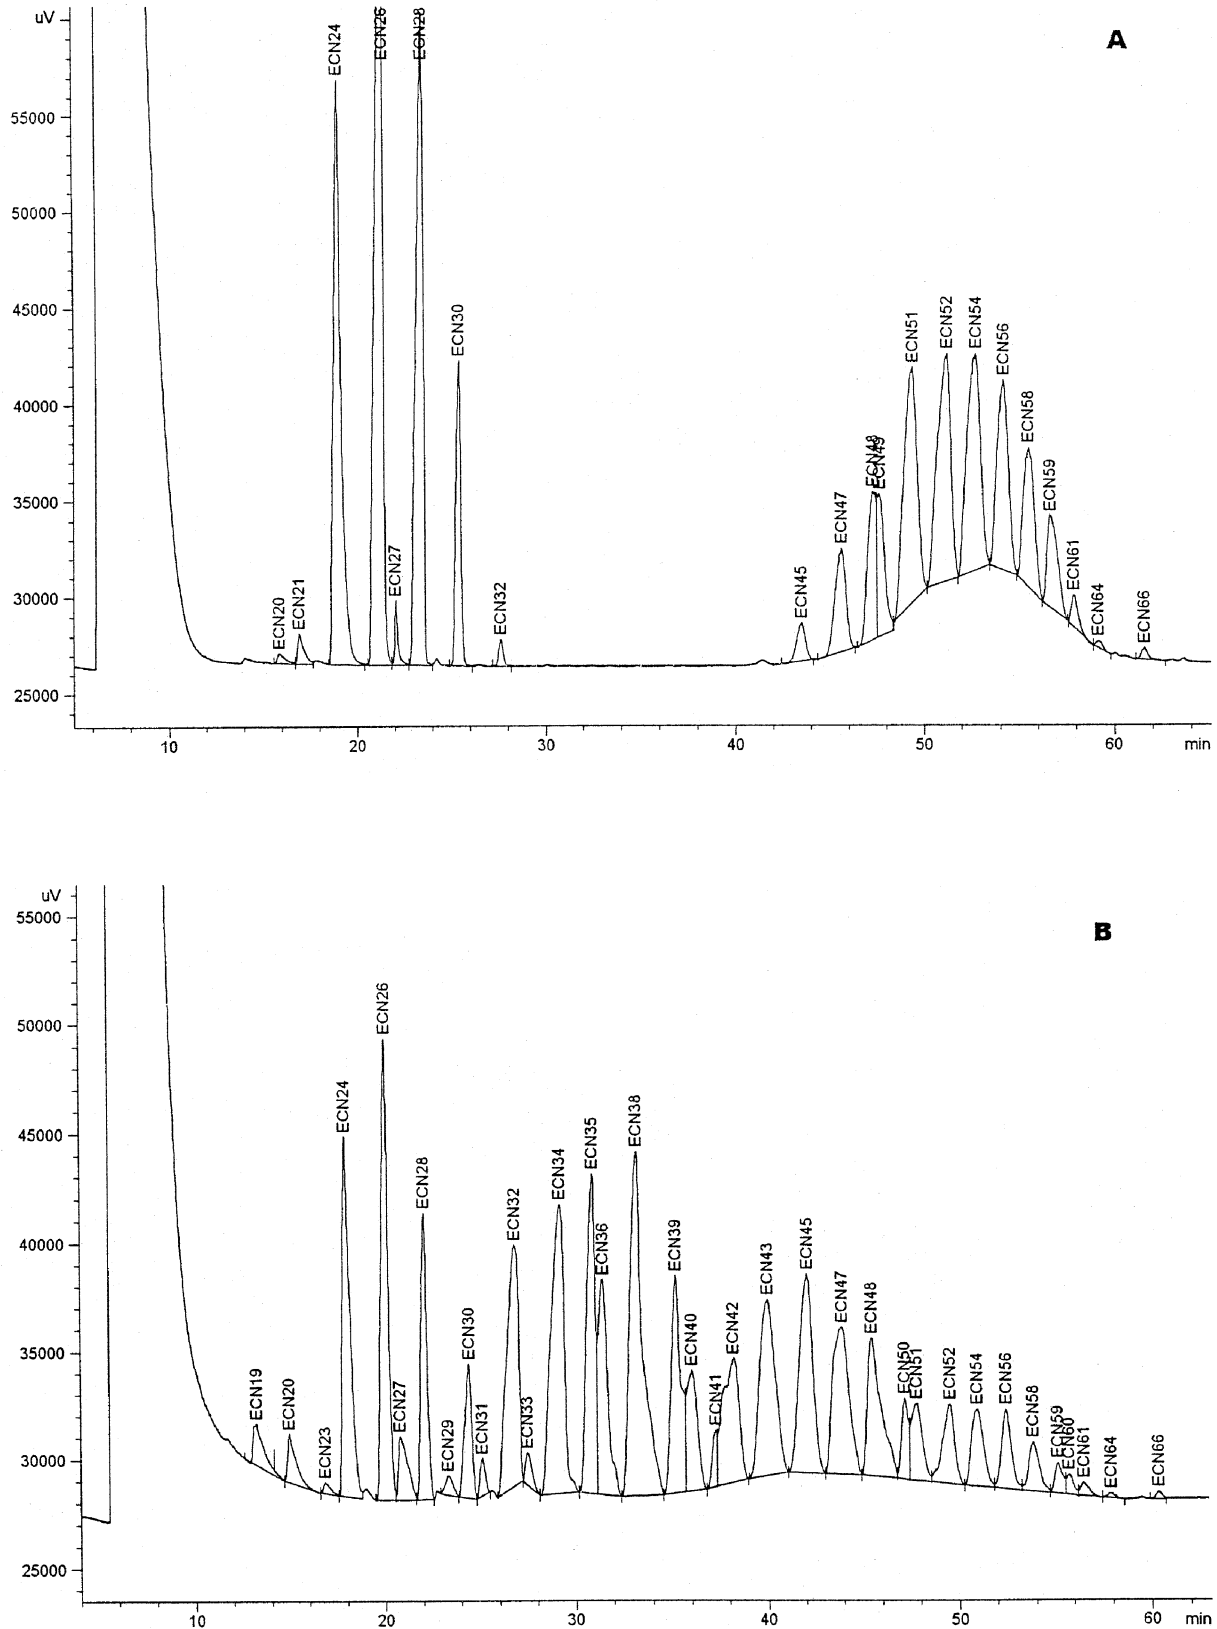 uV
A
55000
50000
45000
40000
35000
30000
25000
ECN20
ECN21
ECN24
ECN26
ECN27
ECN28
ECN30
ECN32
ECN45
ECN47
ECN48
ECN49
ECN51
ECN52
ECN54
ECN56
ECN58
ECN59
ECN61
ECN64
ECN66
10 20 30 40 50 60 min
uV
B
55000
50000
45000
40000
35000
30000
25000
ECN19
ECN20
ECN23
ECN24
ECN26
ECN27
ECN28
ECN29
ECN30
ECN31
ECN32
ECN33
ECN34
ECN35
ECN36
ECN38
ECN39
ECN40
ECN41
ECN42
ECN43
ECN45
ECN47
ECN48
ECN50
ECN51
ECN52
ECN54
ECN56
ECN58
ECN59
ECN60
ECN61
ECN64
ECN66
10 20 30 40 50 60 min